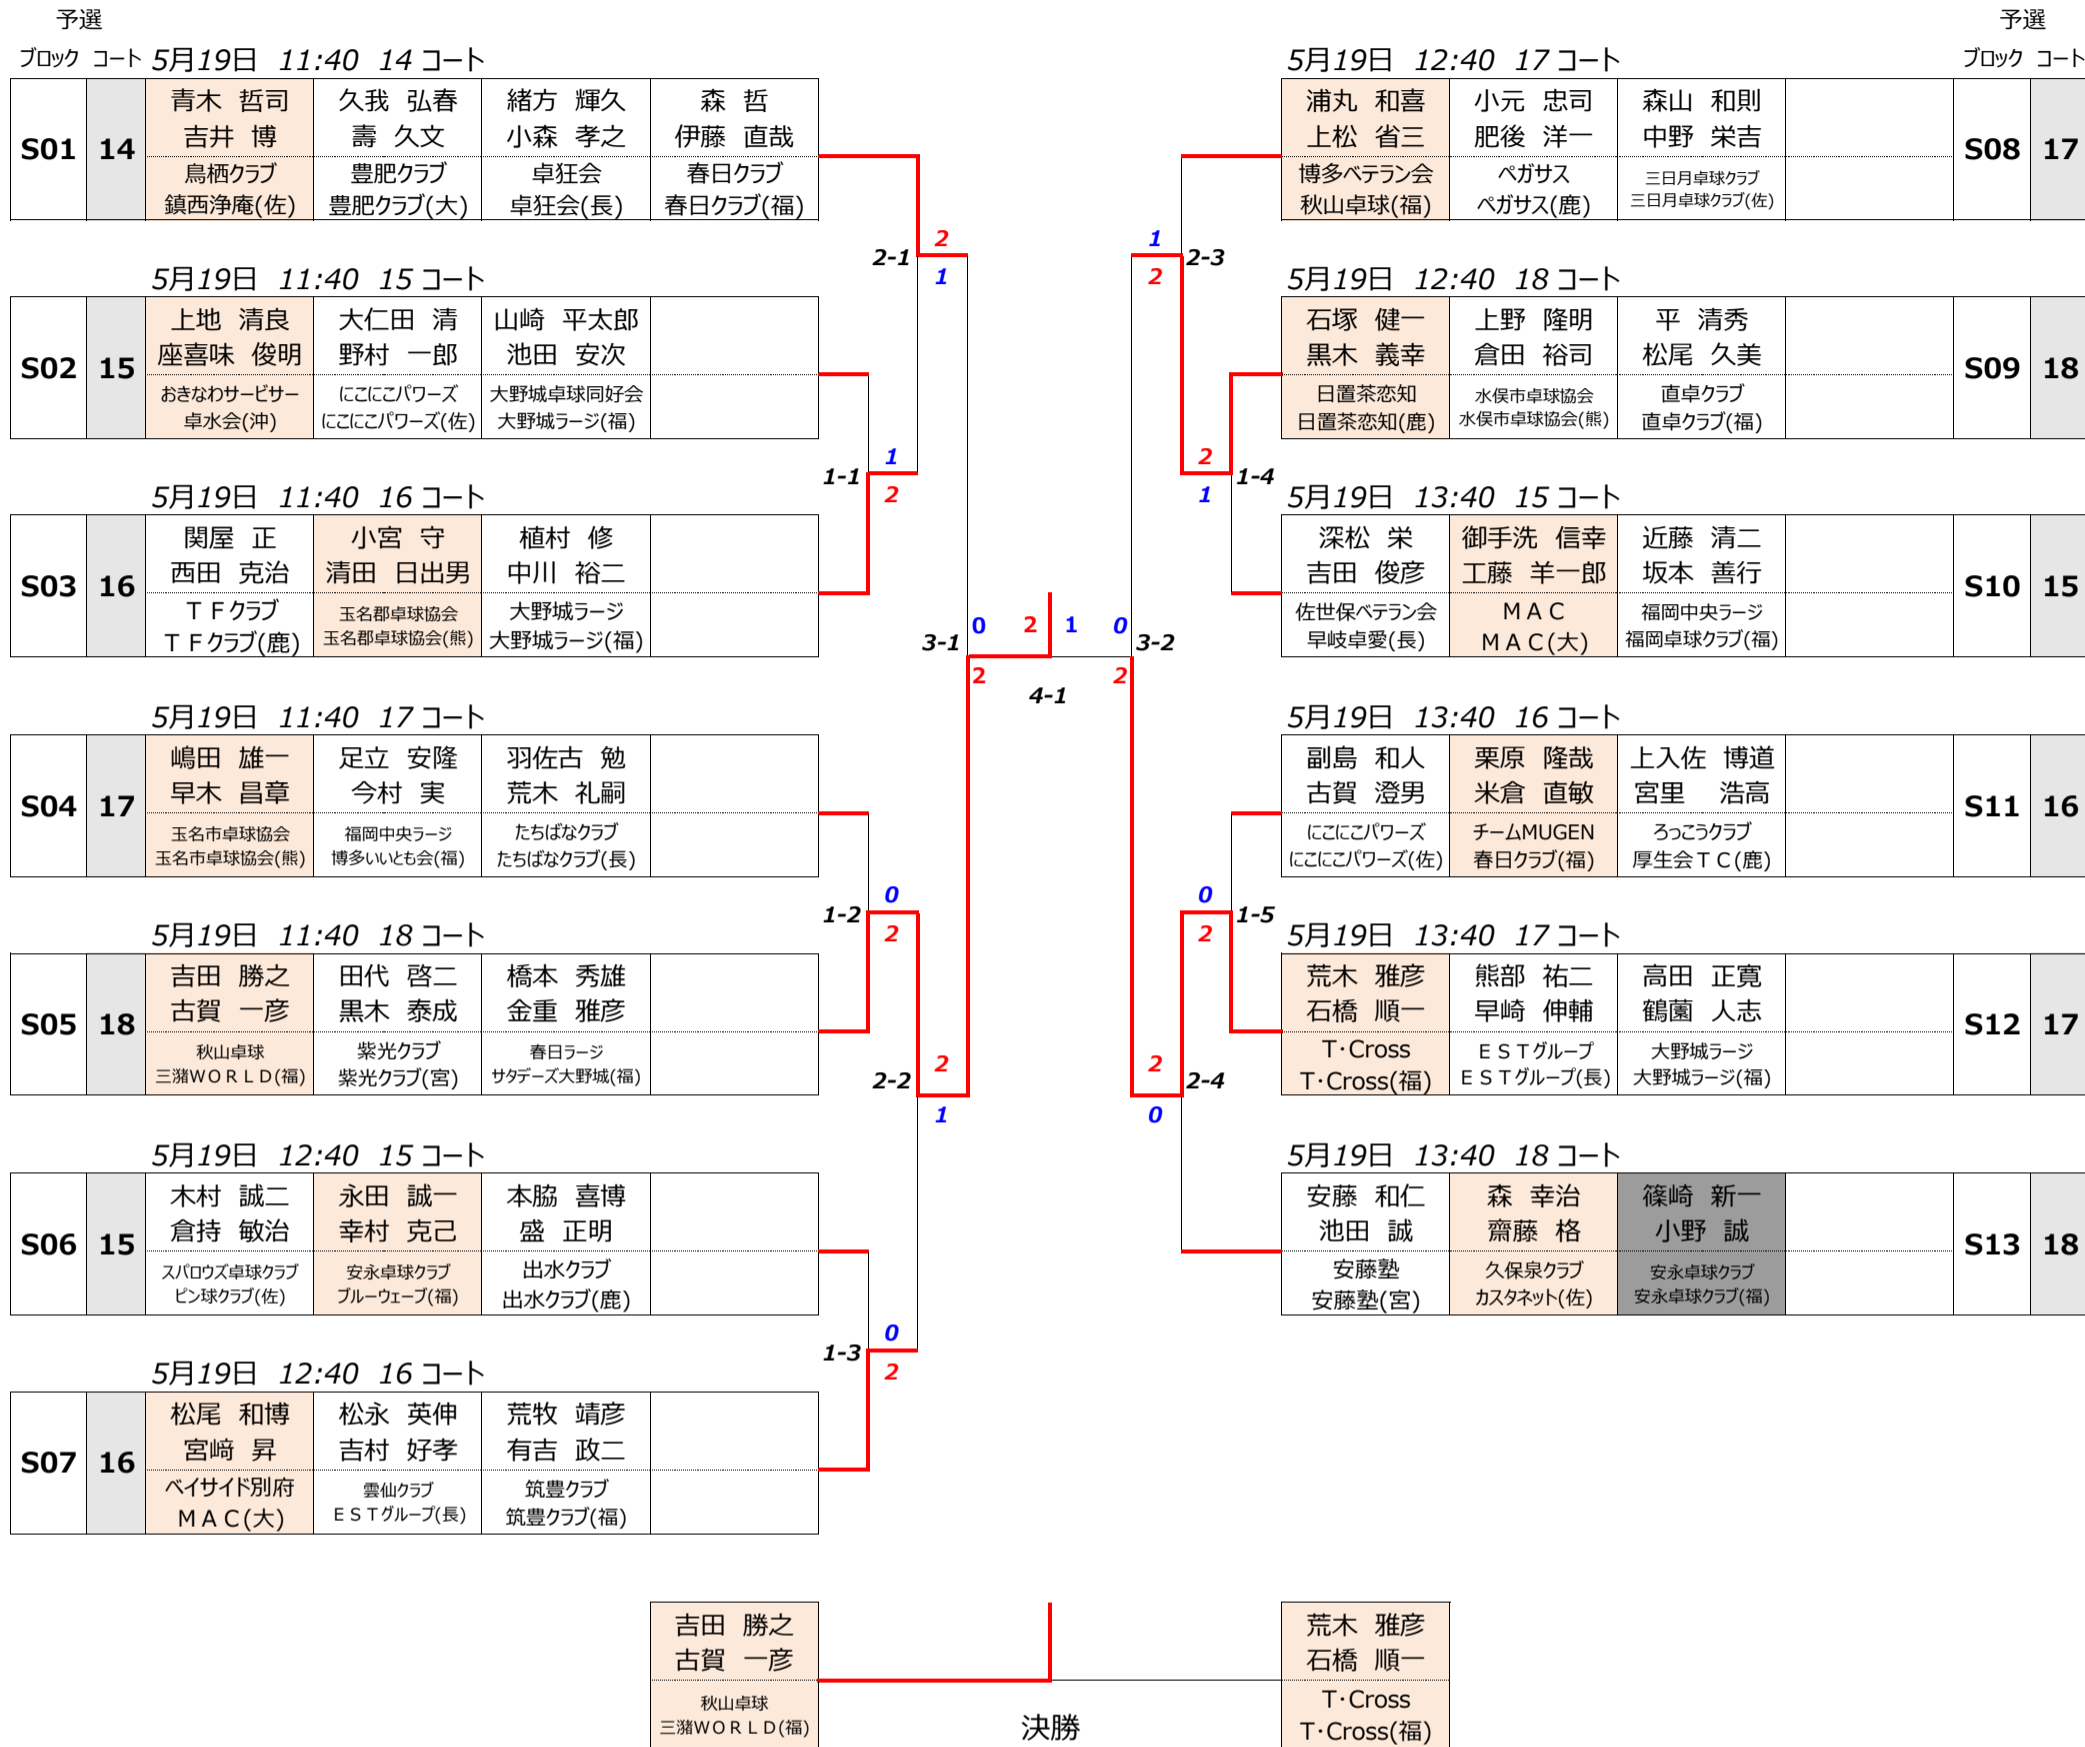 予選
ブロック コート 5月19日 11:40 14 コート
S01 14
青木 哲司 久我 弘春 緒方 輝久 森 哲
吉井 博 壽 久文 小森 孝之 伊藤 直哉
鳥栖クラブ 豊肥クラブ 卓狂会 春日クラブ
鎮西浄庵(佐) 豊肥クラブ(大) 卓狂会(長) 春日クラブ(福)
5月19日 11:40 15 コート
S02 15
上地 清良 大仁田 清 山崎 平太郎
座喜味 俊明 野村 一郎 池田 安次
おきなわサービサー にこにこパワーズ 大野城卓球同好会
卓水会(沖) にこにこパワーズ(佐) 大野城ラージ(福)
5月19日 11:40 16 コート
S03 16
関屋 正 小宮 守 植村 修
西田 克治 清田 日出男 中川 裕二
ＴＦクラブ 玉名郡卓球協会 大野城ラージ
ＴＦクラブ(鹿) 玉名郡卓球協会(熊) 大野城ラージ(福)
5月19日 11:40 17 コート
S04 17
嶋田 雄一 足立 安隆 羽佐古 勉
早木 昌章 今村 実 荒木 礼嗣
玉名市卓球協会 福岡中央ラージ たちばなクラブ
玉名市卓球協会(熊) 博多いいとも会(福) たちばなクラブ(長)
5月19日 11:40 18 コート
S05 18
吉田 勝之 田代 啓二 橋本 秀雄
古賀 一彦 黒木 泰成 金重 雅彦
秋山卓球 紫光クラブ 春日ラージ
三潴ＷＯＲＬＤ(福) 紫光クラブ(宮) サタデーズ大野城(福)
5月19日 12:40 15 コート
S06 15
木村 誠二 永田 誠一 本脇 喜博
倉持 敏治 幸村 克己 盛 正明
スパロウズ卓球クラブ 安永卓球クラブ 出水クラブ
ピン球クラブ(佐) ブルーウェーブ(福) 出水クラブ(鹿)
5月19日 12:40 16 コート
S07 16
松尾 和博 松永 英伸 荒牧 靖彦
宮﨑 昇 吉村 好孝 有吉 政二
ベイサイド別府 雲仙クラブ 筑豊クラブ
ＭＡＣ(大) ＥＳＴグループ(長) 筑豊クラブ(福)
2-1 2
1
1-1 1
2
3-1 0
2
1-2 0
2
2-2 2
1
1-3 0
2
2 1
4-1
0 3-2
2
1 2-3
2
2 1-4
1
0 1-5
2
2 2-4
0
予選
5月19日 12:40 17 コート ブロック コート
浦丸 和喜 小元 忠司 森山 和則
上松 省三 肥後 洋一 中野 栄吉
博多ベテラン会 ペガサス 三日月卓球クラブ
秋山卓球(福) ペガサス(鹿) 三日月卓球クラブ(佐)
S08 17
5月19日 12:40 18 コート
石塚 健一 上野 隆明 平 清秀
黒木 義幸 倉田 裕司 松尾 久美
日置茶恋知 水俣市卓球協会 直卓クラブ
日置茶恋知(鹿) 水俣市卓球協会(熊) 直卓クラブ(福)
S09 18
5月19日 13:40 15 コート
深松 栄 御手洗 信幸 近藤 清二
吉田 俊彦 工藤 羊一郎 坂本 善行
佐世保ベテラン会 ＭＡＣ 福岡中央ラージ
早岐卓愛(長) ＭＡＣ(大) 福岡卓球クラブ(福)
S10 15
5月19日 13:40 16 コート
副島 和人 栗原 隆哉 上入佐 博道
古賀 澄男 米倉 直敏 宮里 浩高
にこにこパワーズ チームMUGEN ろっこうクラブ
にこにこパワーズ(佐) 春日クラブ(福) 厚生会ＴＣ(鹿)
S11 16
5月19日 13:40 17 コート
荒木 雅彦 熊部 祐二 高田 正寛
石橋 順一 早崎 伸輔 鶴薗 人志
T・Cross ＥＳＴグループ 大野城ラージ
T・Cross(福) ＥＳＴグループ(長) 大野城ラージ(福)
S12 17
5月19日 13:40 18 コート
安藤 和仁 森 幸治 篠崎 新一
池田 誠 齋藤 格 小野 誠
安藤塾 久保泉クラブ 安永卓球クラブ
安藤塾(宮) カスタネット(佐) 安永卓球クラブ(福)
S13 18
吉田 勝之
古賀 一彦
秋山卓球
三潴ＷＯＲＬＤ(福)
決勝
荒木 雅彦
石橋 順一
T・Cross
T・Cross(福)